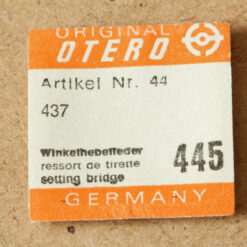 ORIGINAL
OTERO
Artikel Nr. 44
437
Winkelhebelfeder
ressort de tirette
setting bridge
445
GERMANY